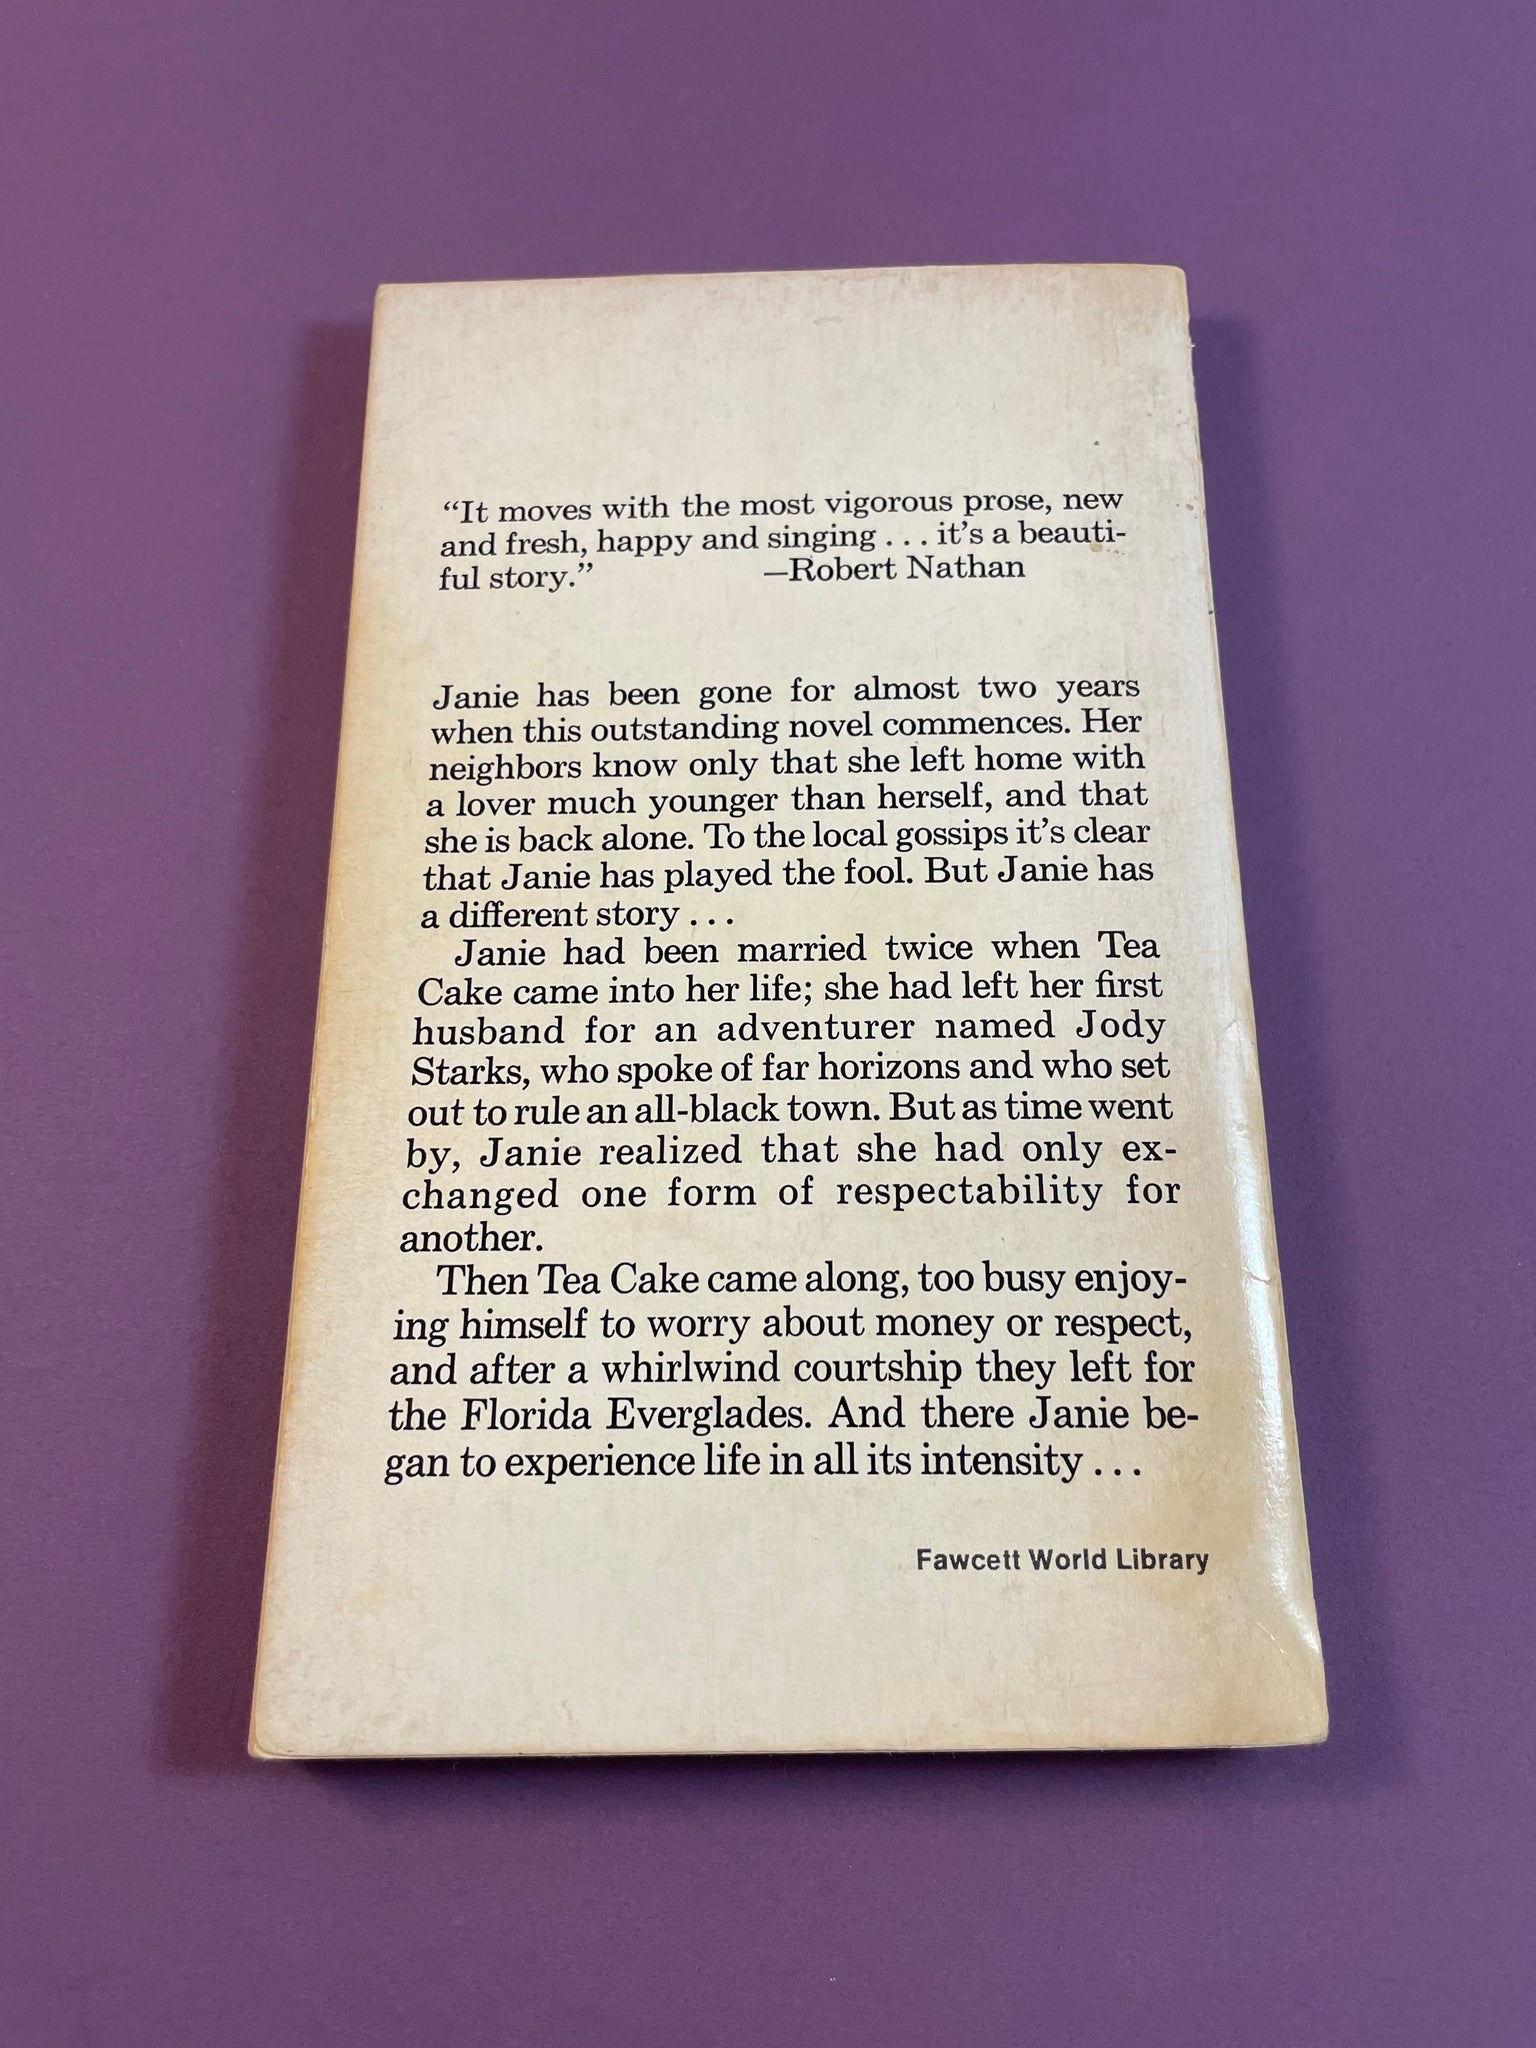 “It moves with the most vigorous prose, new
and fresh, happy and singing . . . it’s a beauti-
ful story.” —Robert Nathan
Janie has been gone for almost two years
when this outstanding novel commences. Her
neighbors know only that she left home with
a lover much younger than herself, and that
she is back alone. To the local gossips it’s clear
that Janie has played the fool. But Janie has
a different story . . .
Janie had been married twice when Tea
Cake came into her life; she had left her first
husband for an adventurer named Jody
Starks, who spoke of far horizons and who set
out to rule an all-black town. But as time went
by, Janie realized that she had only ex-
changed one form of respectability for
another.
Then Tea Cake came along, too busy enjoy-
ing himself to worry about money or respect,
and after a whirlwind courtship they left for
the Florida Everglades. And there Janie be-
gan to experience life in all its intensity . . .
Fawcett World Library